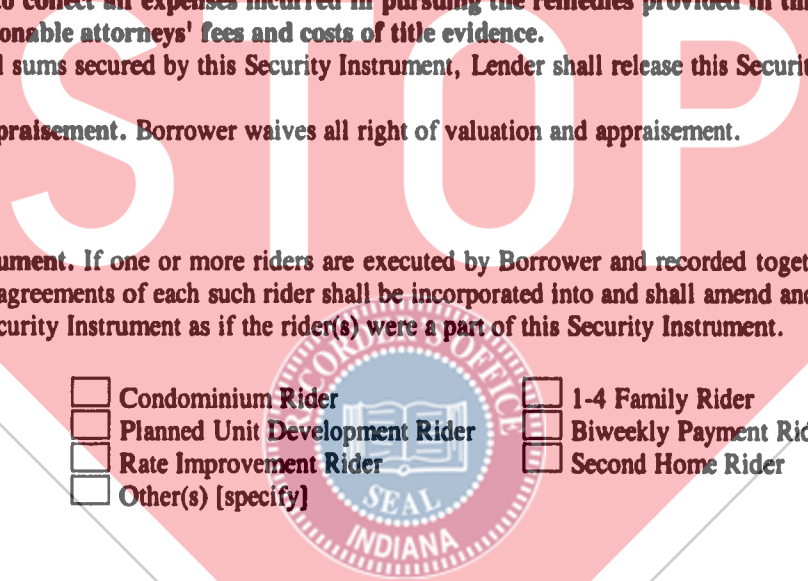 to collect all expenses incurred in pursuing the remedies provided in
onable attorneys' fees and costs of title evidence.
l sums secured by this Security Instrument, Lender shall release this Securit
praisement. Borrower waives all right of valuation and appraisement.
ument. If one or more riders are executed by Borrower and recorded toget
agreements of each such rider shall be incorporated into and shall amend and
curity Instrument as if the rider(s) were a part of this Security Instrument.
Condominium Rider 1-4 Family Rider
Planned Unit Development Rider Biweekly Payment Rid
Rate Improvement Rider Second Home Rider
Other(s) [specify]
STOP
RECORDER'S OFFICE
SEAL
INDIANA